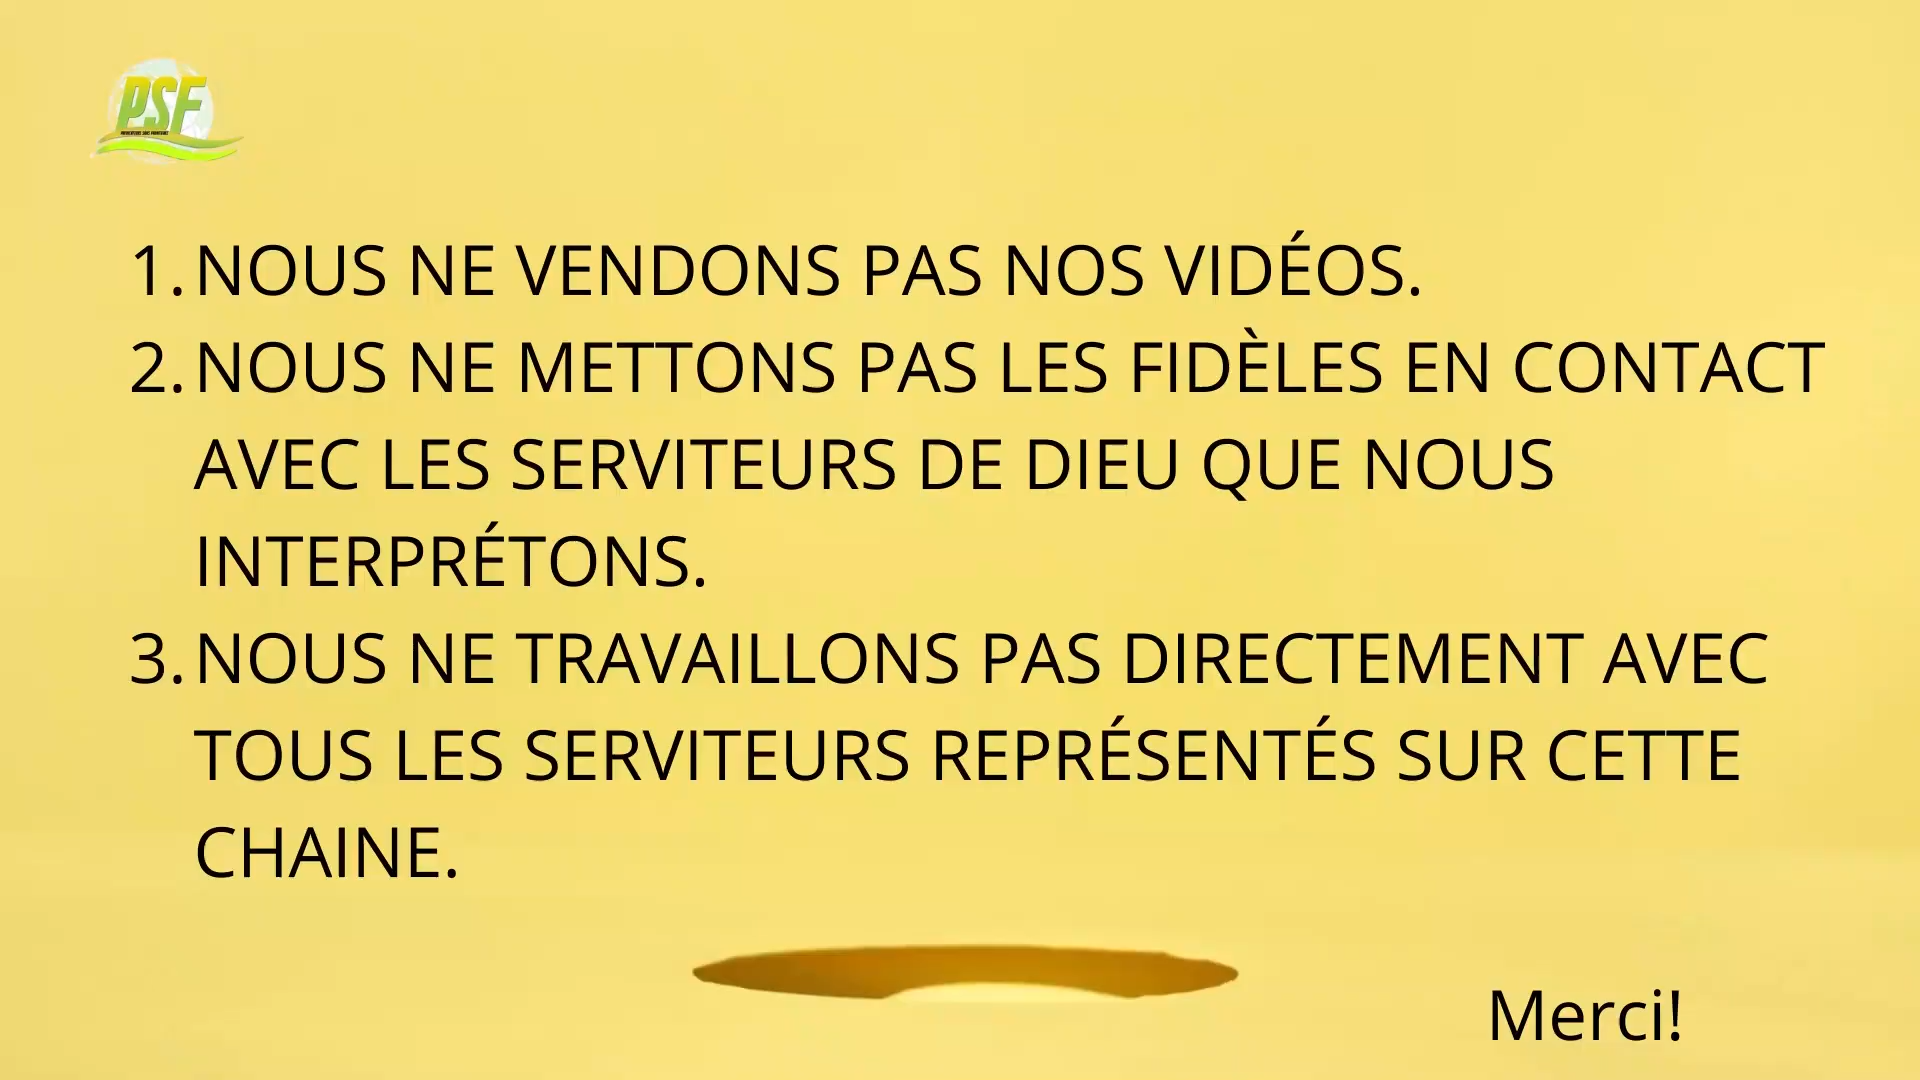 PSF
1. NOUS NE VENDONS PAS NOS VIDÉOS.
2. NOUS NE METTONS PAS LES FIDÈLES EN CONTACT
AVEC LES SERVITEURS DE DIEU QUE NOUS
INTERPRÉTONS.
3. NOUS NE TRAVAILLONS PAS DIRECTEMENT AVEC
TOUS LES SERVITEURS REPRÉSENTÉS SUR CETTE
CHAINE.
Merci!